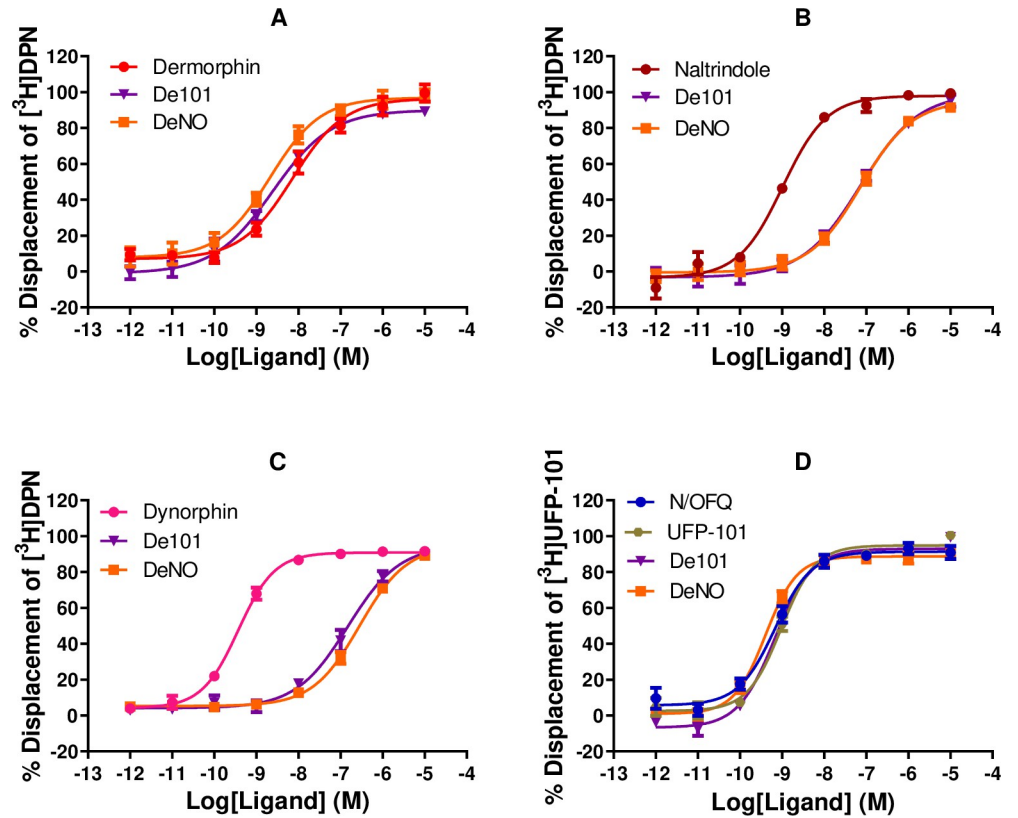 A
% Displacement of [³H]DPN
120
100
80
60
40
20
0
-20
Dermorphin
De101
DeNO
-13 -12 -11 -10 -9 -8 -7 -6 -5 -4
Log[Ligand] (M)
B
% Displacement of [³H]DPN
120
100
80
60
40
20
0
-20
Naltrindole
De101
DeNO
-13 -12 -11 -10 -9 -8 -7 -6 -5 -4
Log[Ligand] (M)
C
% Displacement of [³H]DPN
120
100
80
60
40
20
0
-20
Dynorphin
De101
DeNO
-13 -12 -11 -10 -9 -8 -7 -6 -5 -4
Log[Ligand] (M)
D
% Displacement of [³H]UFP-101
120
100
80
60
40
20
0
-20
N/OFQ
UFP-101
De101
DeNO
-13 -12 -11 -10 -9 -8 -7 -6 -5 -4
Log[Ligand] (M)